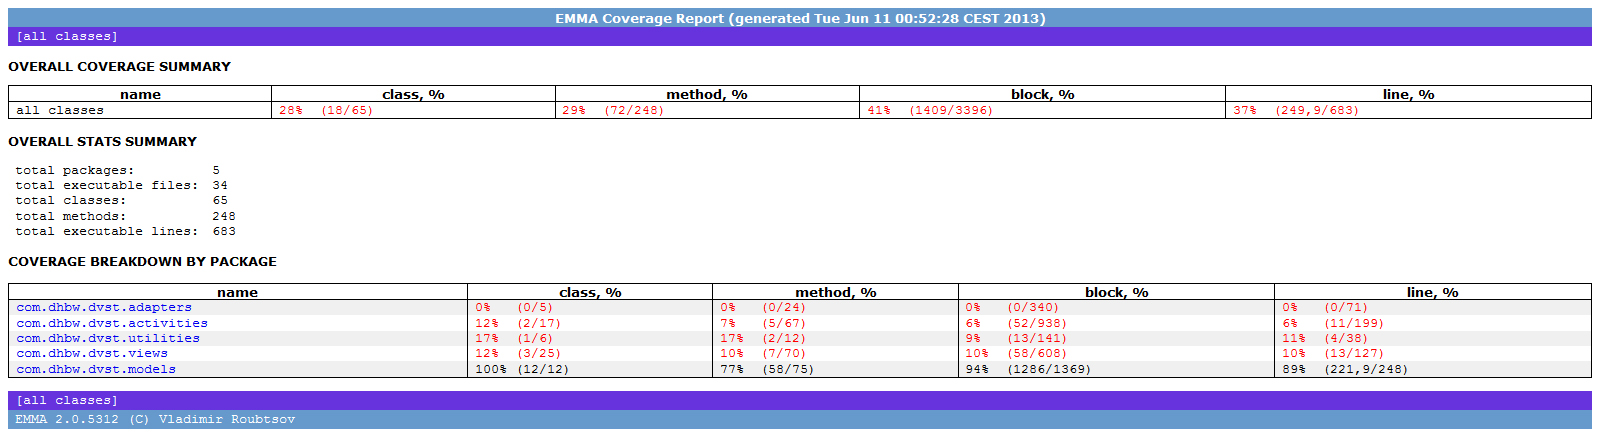 EMMA Coverage Report (generated Tue Jun 11 00:52:28 CEST 2013)
[all classes]
OVERALL COVERAGE SUMMARY
name class, % method, % block, % line, %
all classes 28% (18/65) 29% (72/248) 41% (1409/3396) 37% (249,9/683)
OVERALL STATS SUMMARY
total packages: 5
total executable files: 34
total classes: 65
total methods: 248
total executable lines: 683
COVERAGE BREAKDOWN BY PACKAGE
name class, % method, % block, % line, %
com.dhbw.dvst.adapters 0% (0/5) 0% (0/24) 0% (0/340) 0% (0/71)
com.dhbw.dvst.activities 12% (2/17) 7% (5/67) 6% (52/938) 6% (11/199)
com.dhbw.dvst.utilities 17% (1/6) 17% (2/12) 9% (13/141) 11% (4/38)
com.dhbw.dvst.views 12% (3/25) 10% (7/70) 10% (58/608) 10% (13/127)
com.dhbw.dvst.models 100% (12/12) 77% (58/75) 94% (1286/1369) 89% (221,9/248)
[all classes]
EMMA 2.0.5312 (C) Vladimir Roubtsov